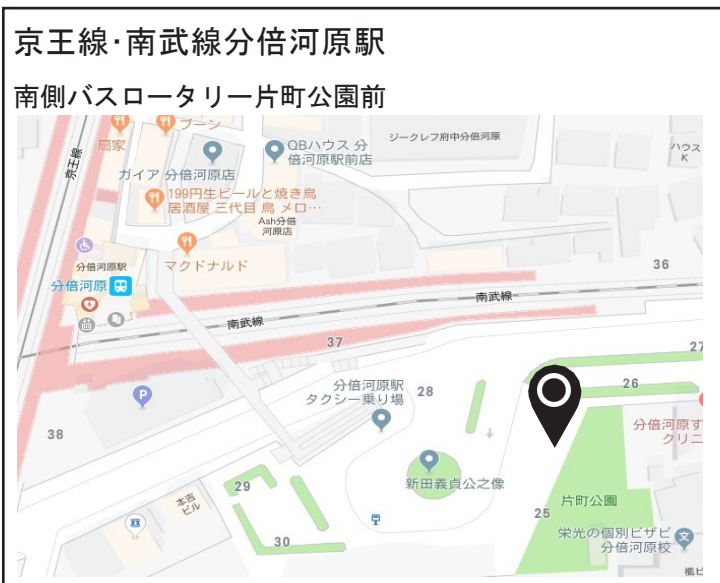 京王線･南武線分倍河原駅
南側バスロータリー片町公園前
扇家
ブーン
QBハウス 分
倍河原駅前店
ジークレフ府中分倍河原
ハウス
K
京王線
ガイア 分倍河原店
199円生ビールと焼き鳥
居酒屋 三代目 鳥 メロ…
Ash分倍
河原店
分倍河原駅
マクドナルド
36
分倍河原
南武線
南武線
37
27
分倍河原駅
タクシー乗り場
28
26
P
38
分倍河原す
クリニ
29
新田義貞公之像
本吉
ビル
片町公園
25
30
栄光の個別ビザビ
分倍河原校
文
楓ビ